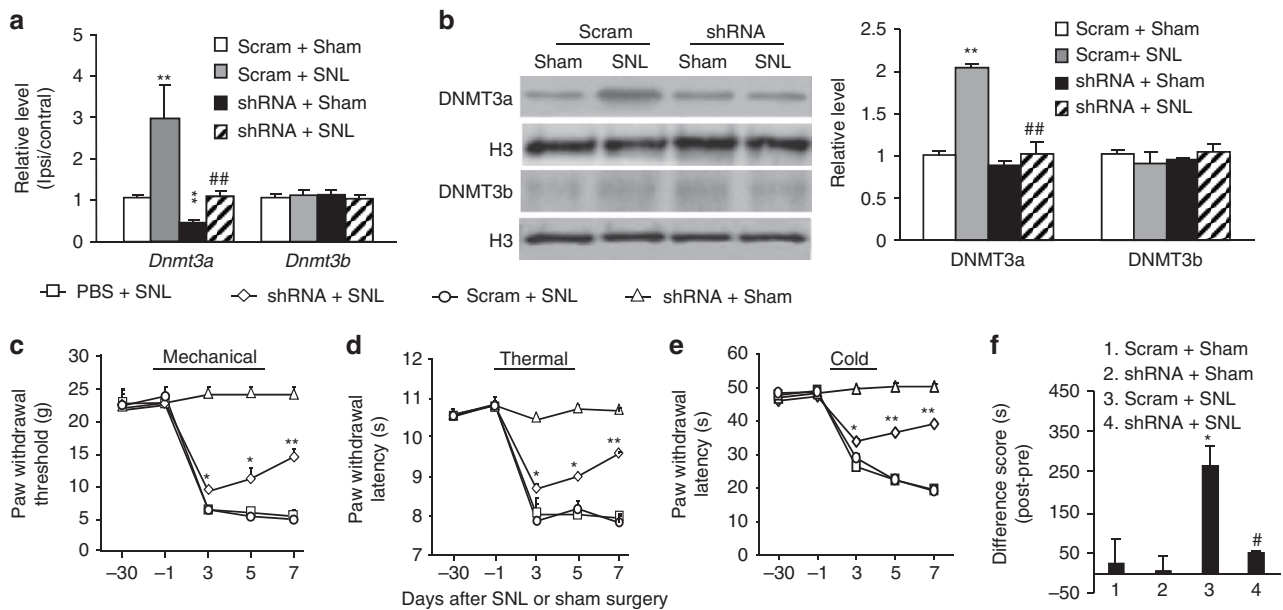 a
Relative level
(Ipsi/control)
5
4
3
2
1
0
Scram + Sham
Scram + SNL
shRNA + Sham
shRNA + SNL
**
**
##
Dnmt3a
Dnmt3b
b
Scram
shRNA
Sham
SNL
Sham
SNL
DNMT3a
H3
DNMT3b
H3
Relative level
2.5
2
1.5
1
0.5
0
Scram + Sham
Scram+ SNL
shRNA + Sham
shRNA + SNL
**
##
DNMT3a
DNMT3b
PBS + SNL
shRNA + SNL
Scram + SNL
shRNA + Sham
c
Mechanical
Paw withdrawal
threshold (g)
30
25
20
15
10
5
0
*
*
**
–30
–1
3
5
7
d
Thermal
Paw withdrawal
latency (s)
12
11
10
9
8
7
*
*
**
–30
–1
3
5
7
e
Cold
Paw withdrawal
latency (s)
60
50
40
30
20
10
0
*
**
**
–30
–1
3
5
7
Days after SNL or sham surgery
f
1. Scram + Sham
2. shRNA + Sham
3. Scram + SNL
4. shRNA + SNL
Difference score (s)
(post-pre)
450
350
250
150
50
–50
*
#
1
2
3
4